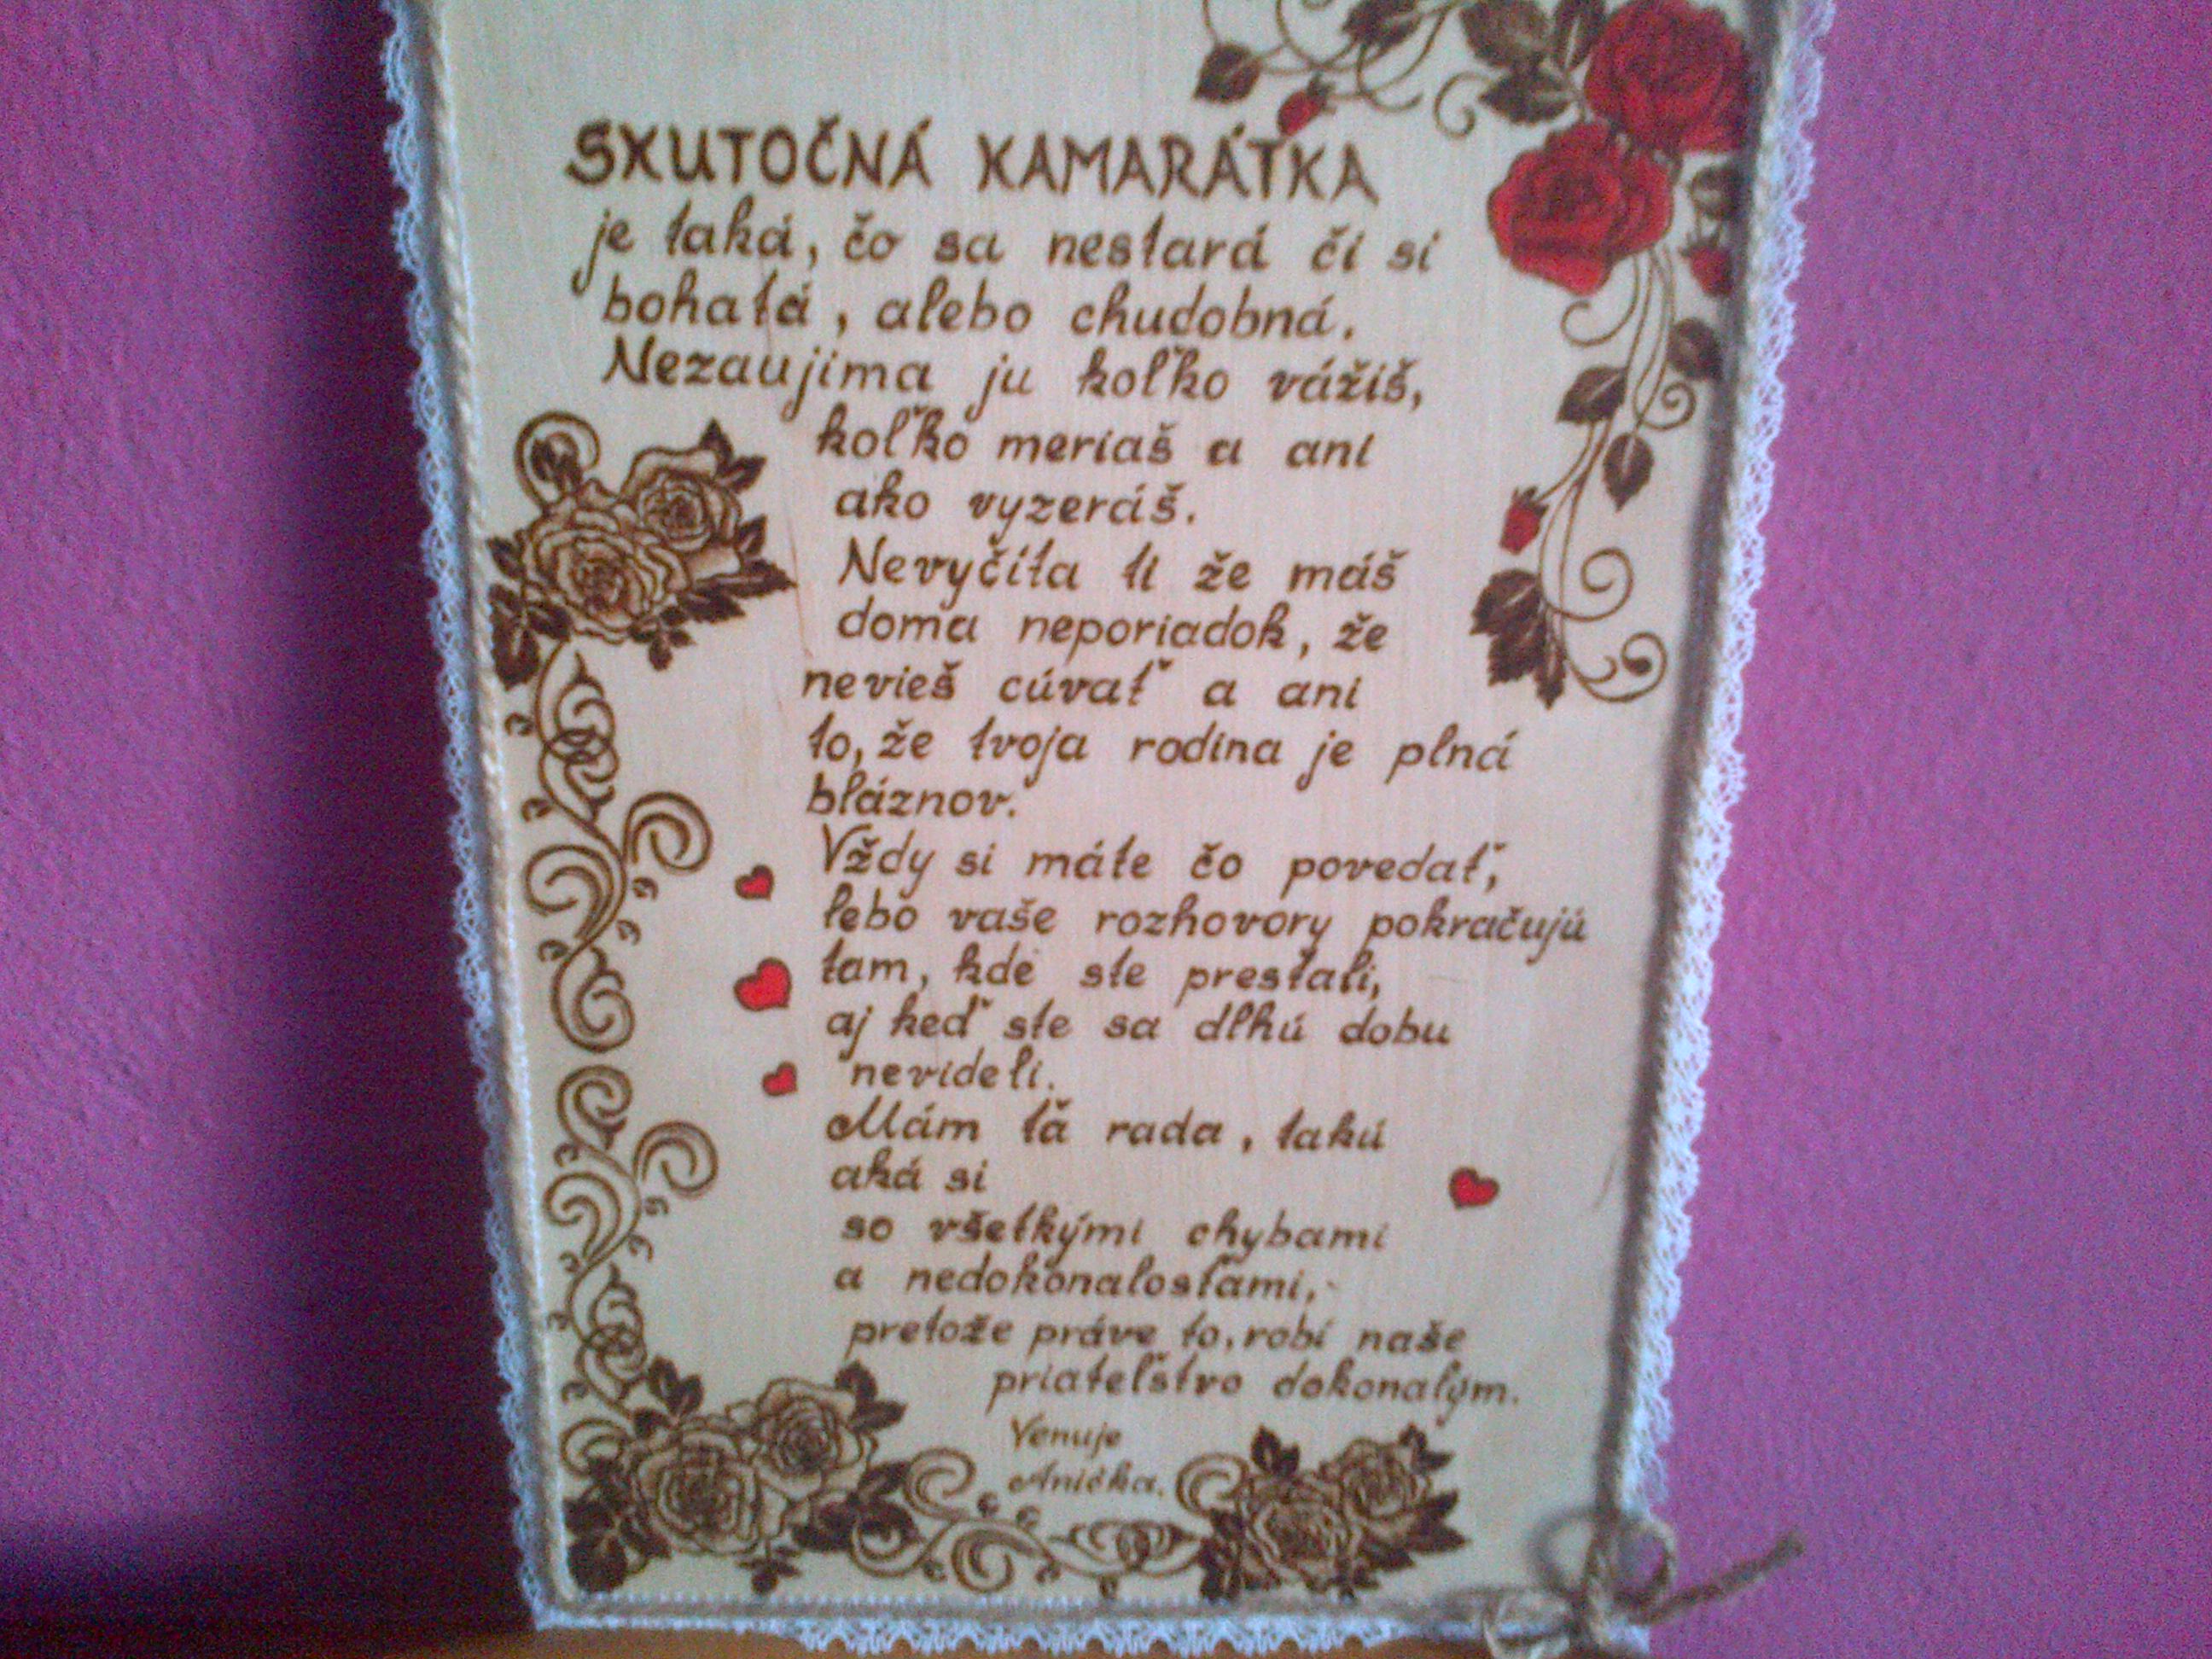 SKUTOČNÁ KAMARÁTKA
je taká, čo sa nestará či si
bohatá, alebo chudobná.
Nezaujíma ju koľko vážiš,
koľko meriaš a ani
ako vyzeráš.
Nevyčíta ti že máš
doma neporiadok, že
nevieš cúvať a ani
to, že tvoja rodina je plná
bláznov.
Vždy si máte čo povedať,
lebo vaše rozhovory pokračujú
tam, kde ste prestali,
aj keď ste sa dlhú dobu
nevideli.
Mám ťa rada, takú
aká si
so všetkými chybami
a nedokonalosťami,
pretože práve to, robí naše
priateľstvo dokonalým.
Venuje
Anička.